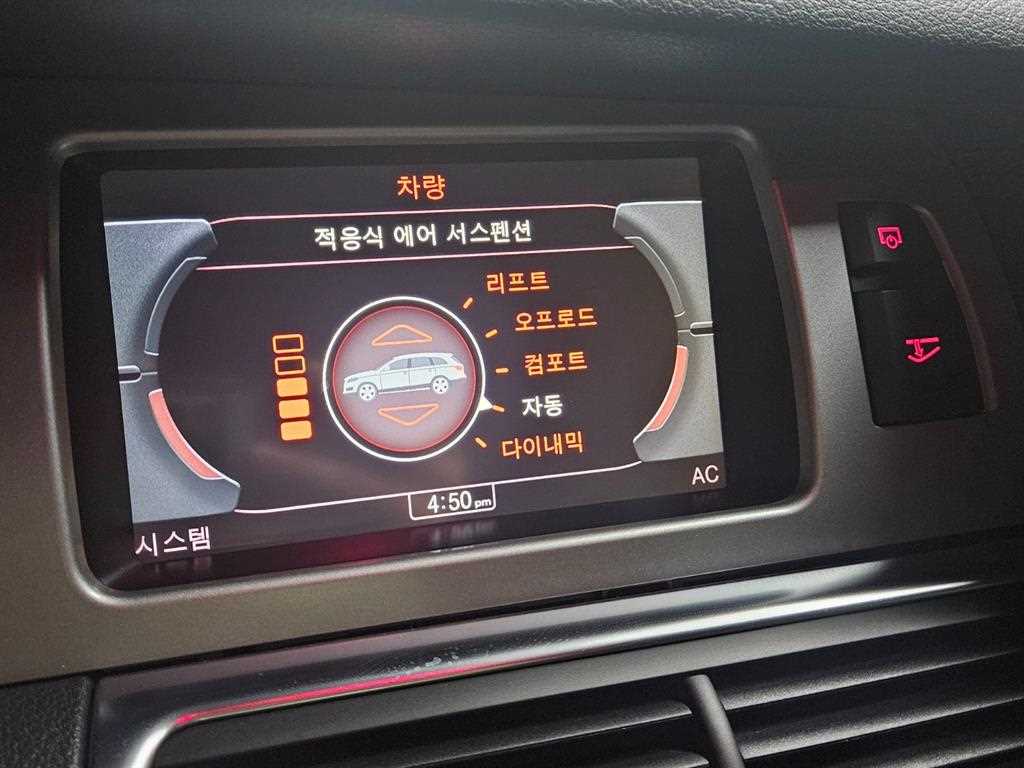 차량
적응식 에어 서스펜션
리프트
오프로드
컴포트
자동
다이내믹
4:50 pm
AC
시스템